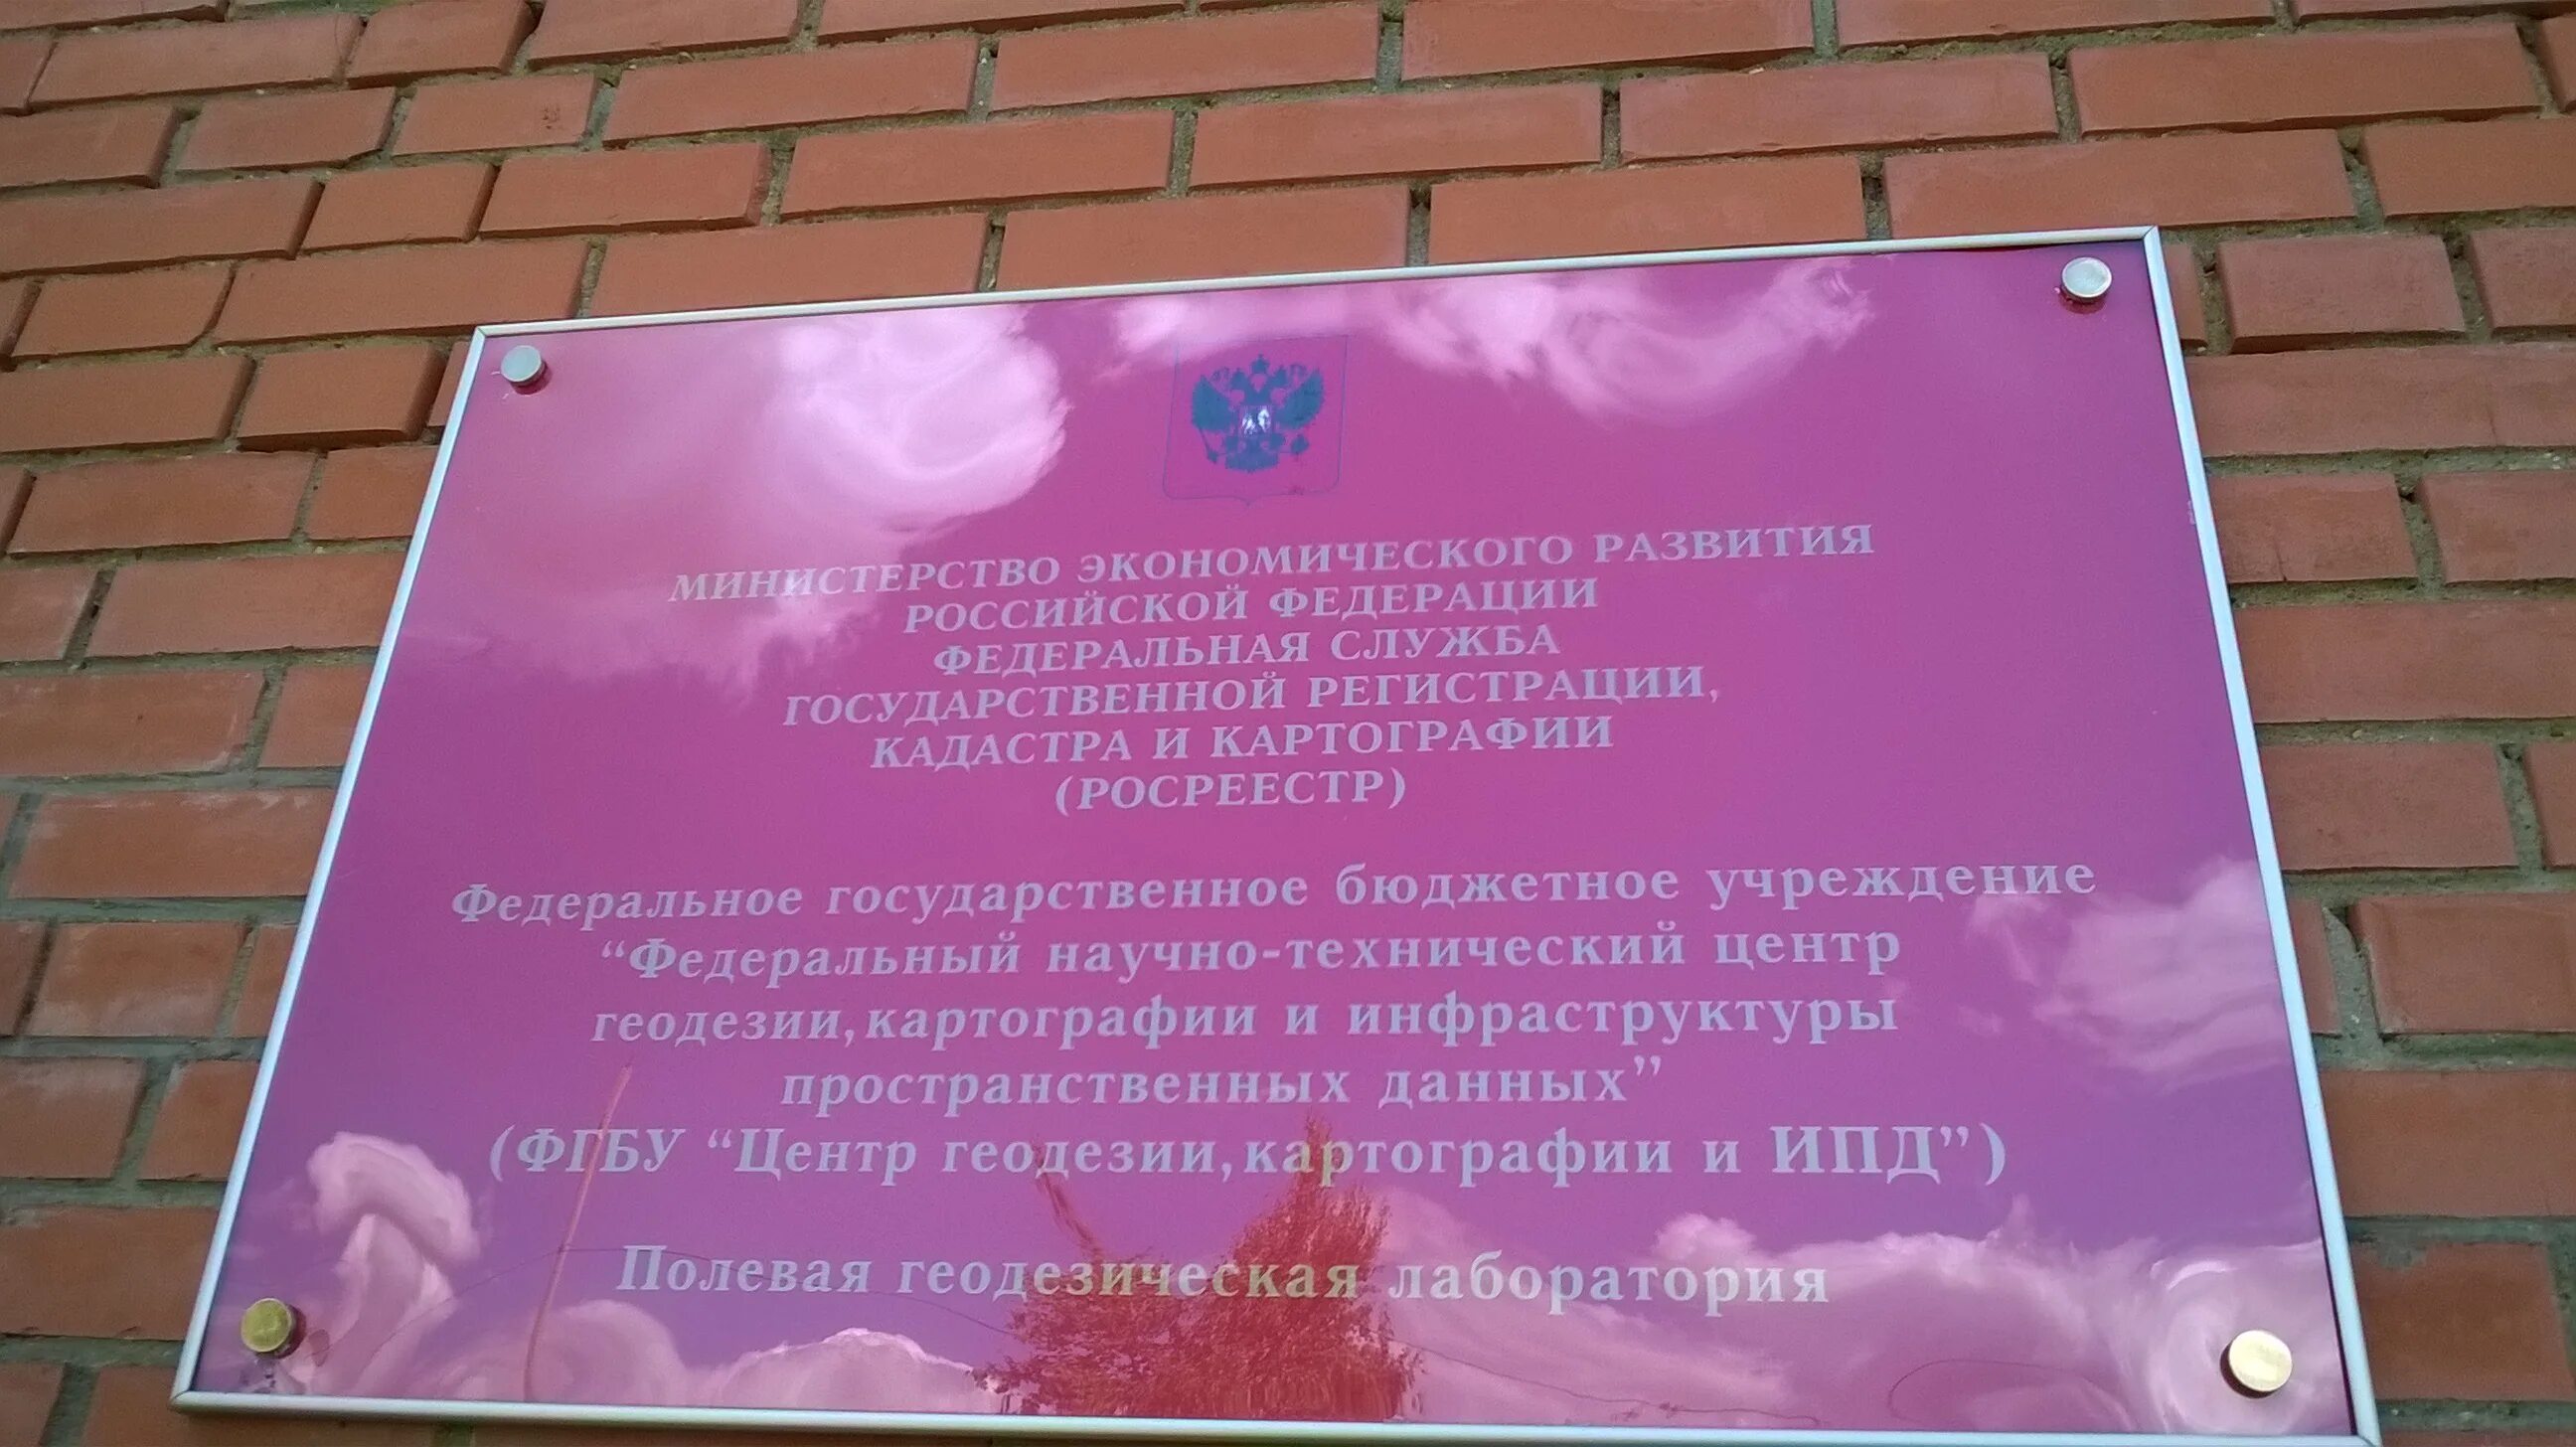 МИНИСТЕРСТВО ЭКОНОМИЧЕСКОГО РАЗВИТИЯ
РОССИЙСКОЙ ФЕДЕРАЦИИ
ФЕДЕРАЛЬНАЯ СЛУЖБА
ГОСУДАРСТВЕННОЙ РЕГИСТРАЦИИ,
КАДАСТРА И КАРТОГРАФИИ
(РОСРЕЕСТР)
Федеральное государственное бюджетное учреждение
“Федеральный научно-технический центр
геодезии,картографии и инфраструктуры
пространственных данных”
(ФГБУ “Центр геодезии,картографии и ИПД”)
Полевая геодезическая лаборатория